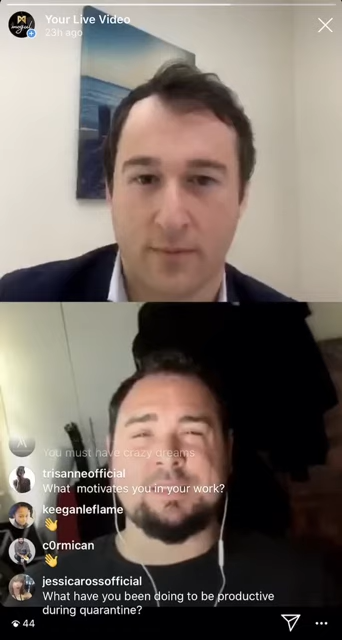 Your Live Video
23h ago
You must have crazy dreams
trisanneofficial
What motivates you in your work?
keeganleflame
👋
c0rmican
👋
jessicarossofficial
What have you been doing to be productive
during quarantine?
44